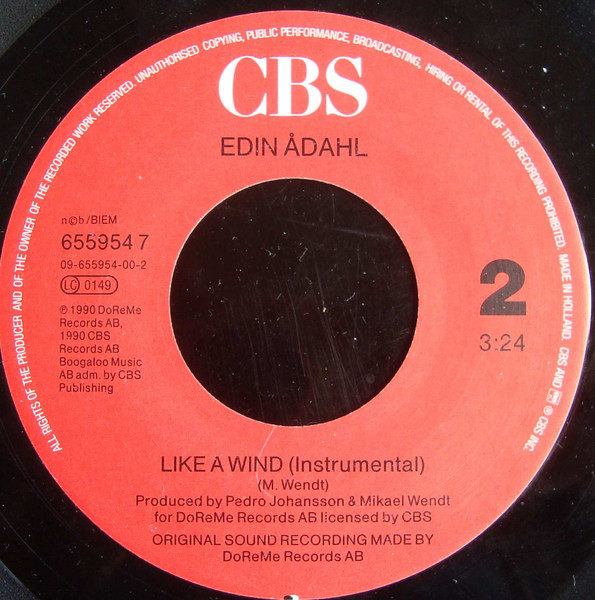 ALL RIGHTS OF THE PRODUCER AND OF THE OWNER OF THE RECORDED WORK RESERVED. UNAUTHORISED COPYING, PUBLIC PERFORMANCE, BROADCASTING, HIRING OR RENTAL OF THIS RECORDING PROHIBITED. MADE IN HOLLAND. CBS AND ® CBS INC.
CBS
EDIN ÅDAHL
n©b/BIEM
655954 7
09-655954-00-2
LC 0149
2
3:24
℗ 1990 DoReMe
Records AB,
1990 CBS
Records AB
Boogaloo Music
AB adm. by CBS
Publishing
LIKE A WIND (Instrumental)
(M. Wendt)
Produced by Pedro Johansson & Mikael Wendt
for DoReMe Records AB licensed by CBS
ORIGINAL SOUND RECORDING MADE BY
DoReMe Records AB